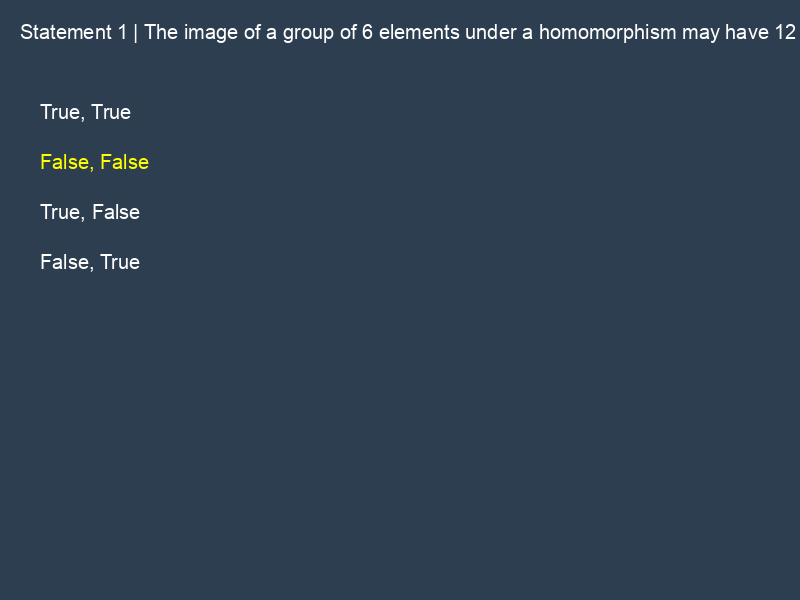 Statement 1 | The image of a group of 6 elements under a homomorphism may have 12
True, True
False, False
True, False
False, True